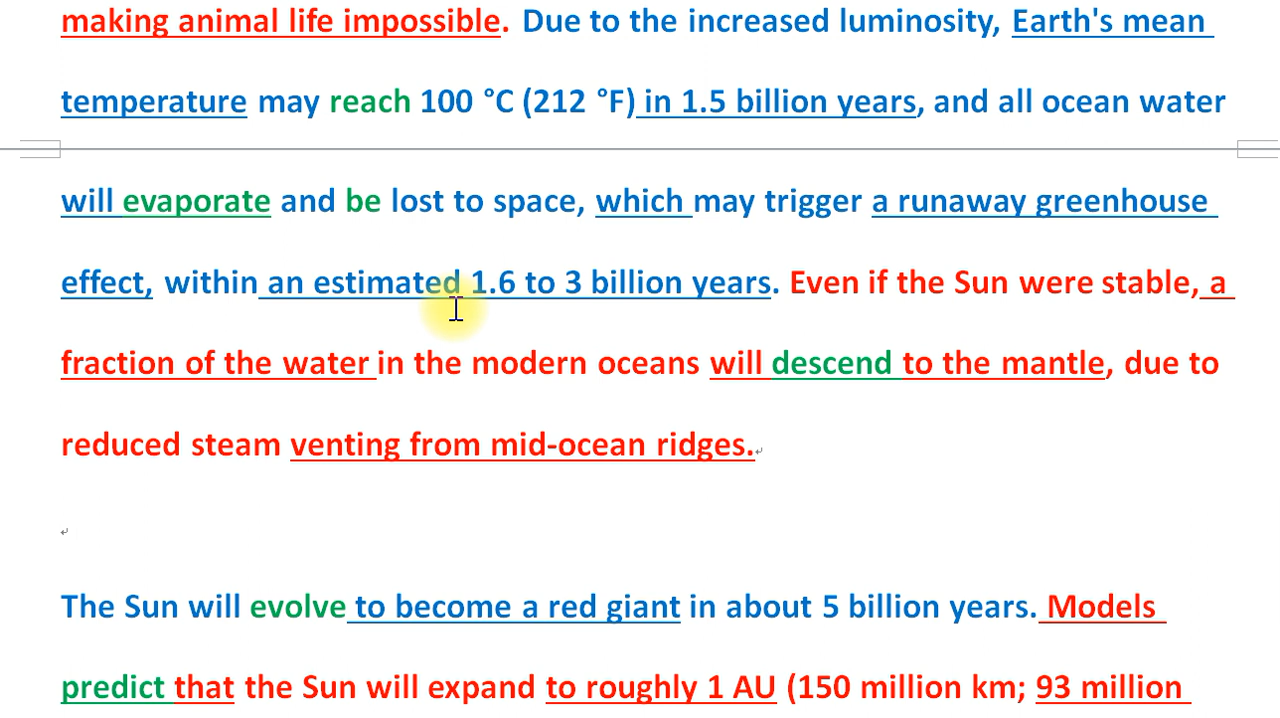 making animal life impossible. Due to the increased luminosity, Earth's mean
temperature may reach 100 °C (212 °F) in 1.5 billion years, and all ocean water
will evaporate and be lost to space, which may trigger a runaway greenhouse
effect, within an estimated 1.6 to 3 billion years. Even if the Sun were stable, a
fraction of the water in the modern oceans will descend to the mantle, due to
reduced steam venting from mid-ocean ridges.
The Sun will evolve to become a red giant in about 5 billion years. Models
predict that the Sun will expand to roughly 1 AU (150 million km; 93 million